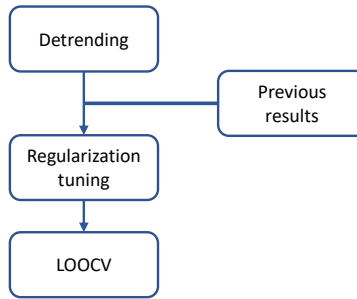 Detrending
Previous
results
Regularization
tuning
LOOCV